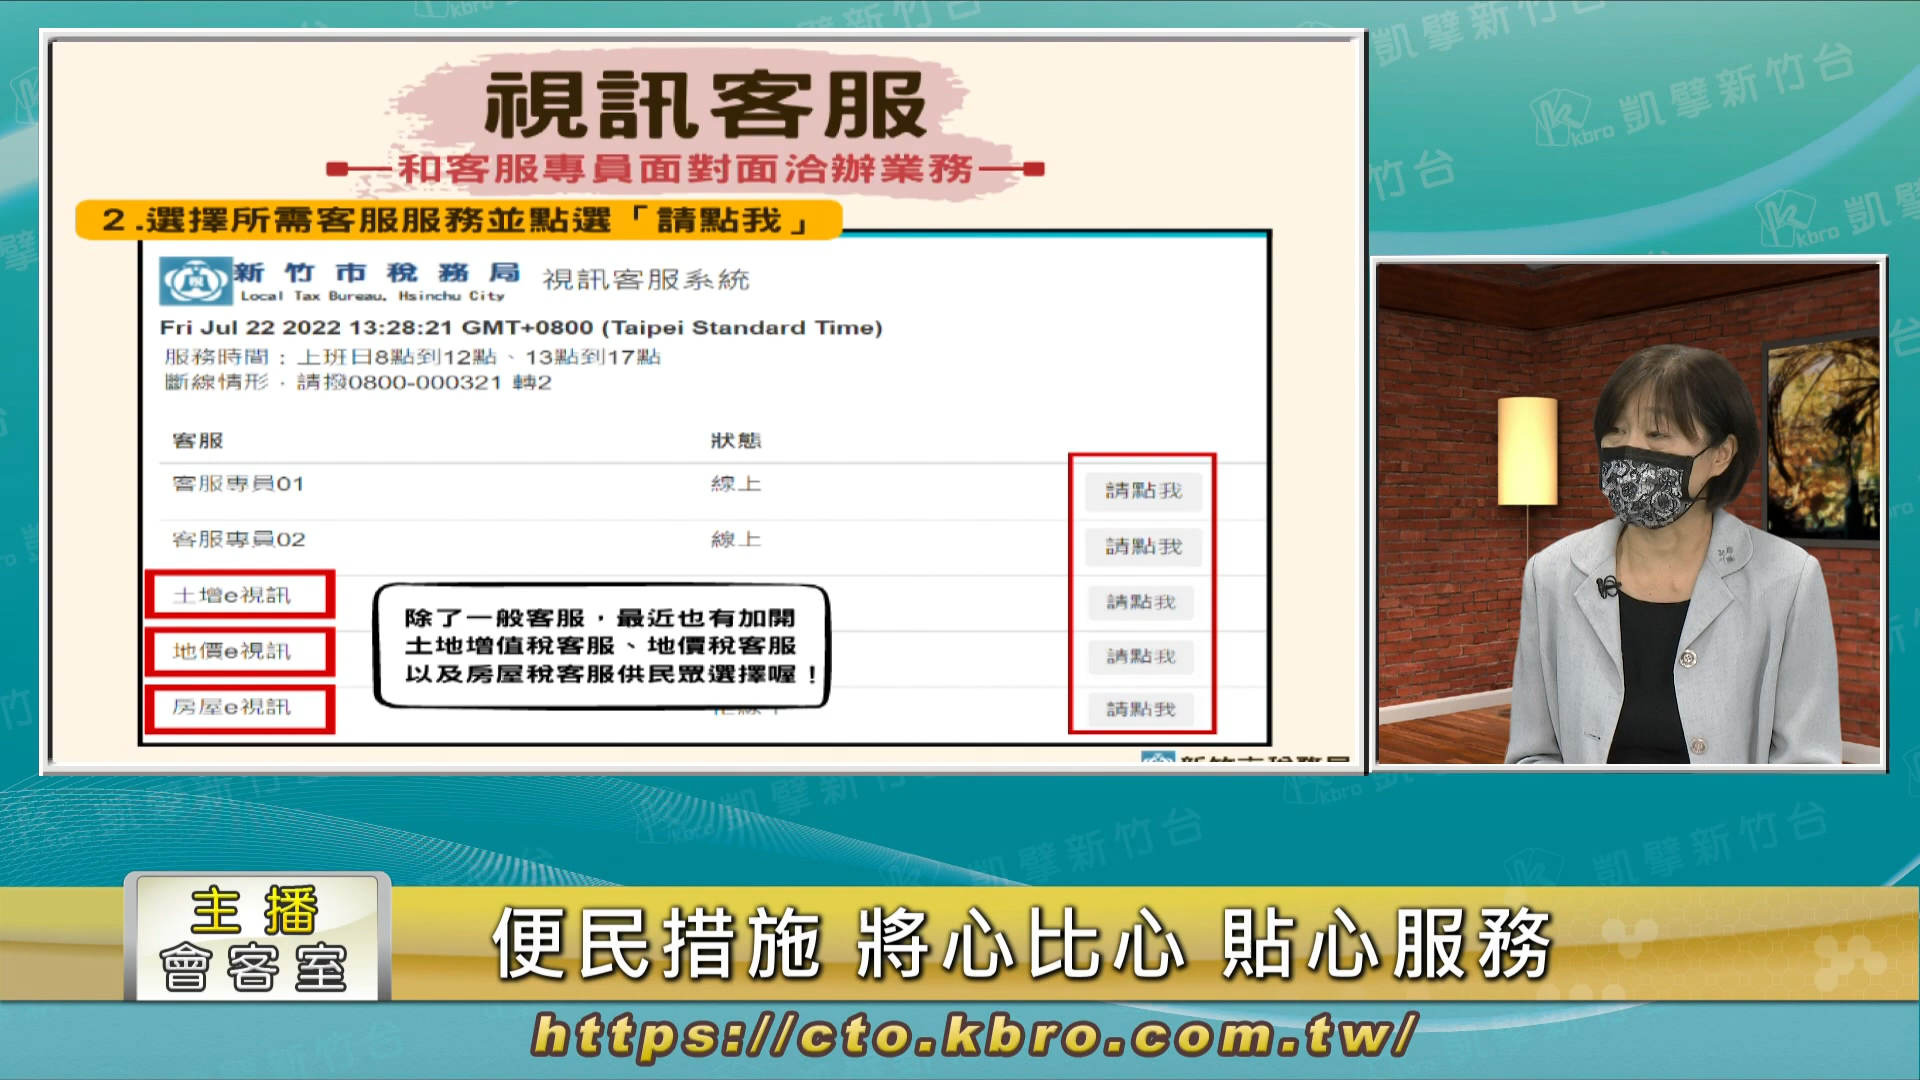 視訊客服
和客服專員面對面洽辦業務
2.選擇所需客服服務並點選「請點我」
新竹市稅務局 視訊客服系統
Local Tax Bureau, Hsinchu City
Fri Jul 22 2022 13:28:21 GMT+0800 (Taipei Standard Time)
服務時間：上班日8點到12點、13點到17點
斷線情形，請撥0800-000321 轉2
客服 狀態
客服專員01 線上 請點我
客服專員02 線上 請點我
土增e視訊 請點我
地價e視訊 請點我
房屋e視訊 請點我
除了一般客服，最近也有加開
土地增值稅客服、地價稅客服
以及房屋稅客服供民眾選擇喔！
新竹市稅務局
kbro 凱擘新竹台
主播
會客室
便民措施 將心比心 貼心服務
https://cto.kbro.com.tw/